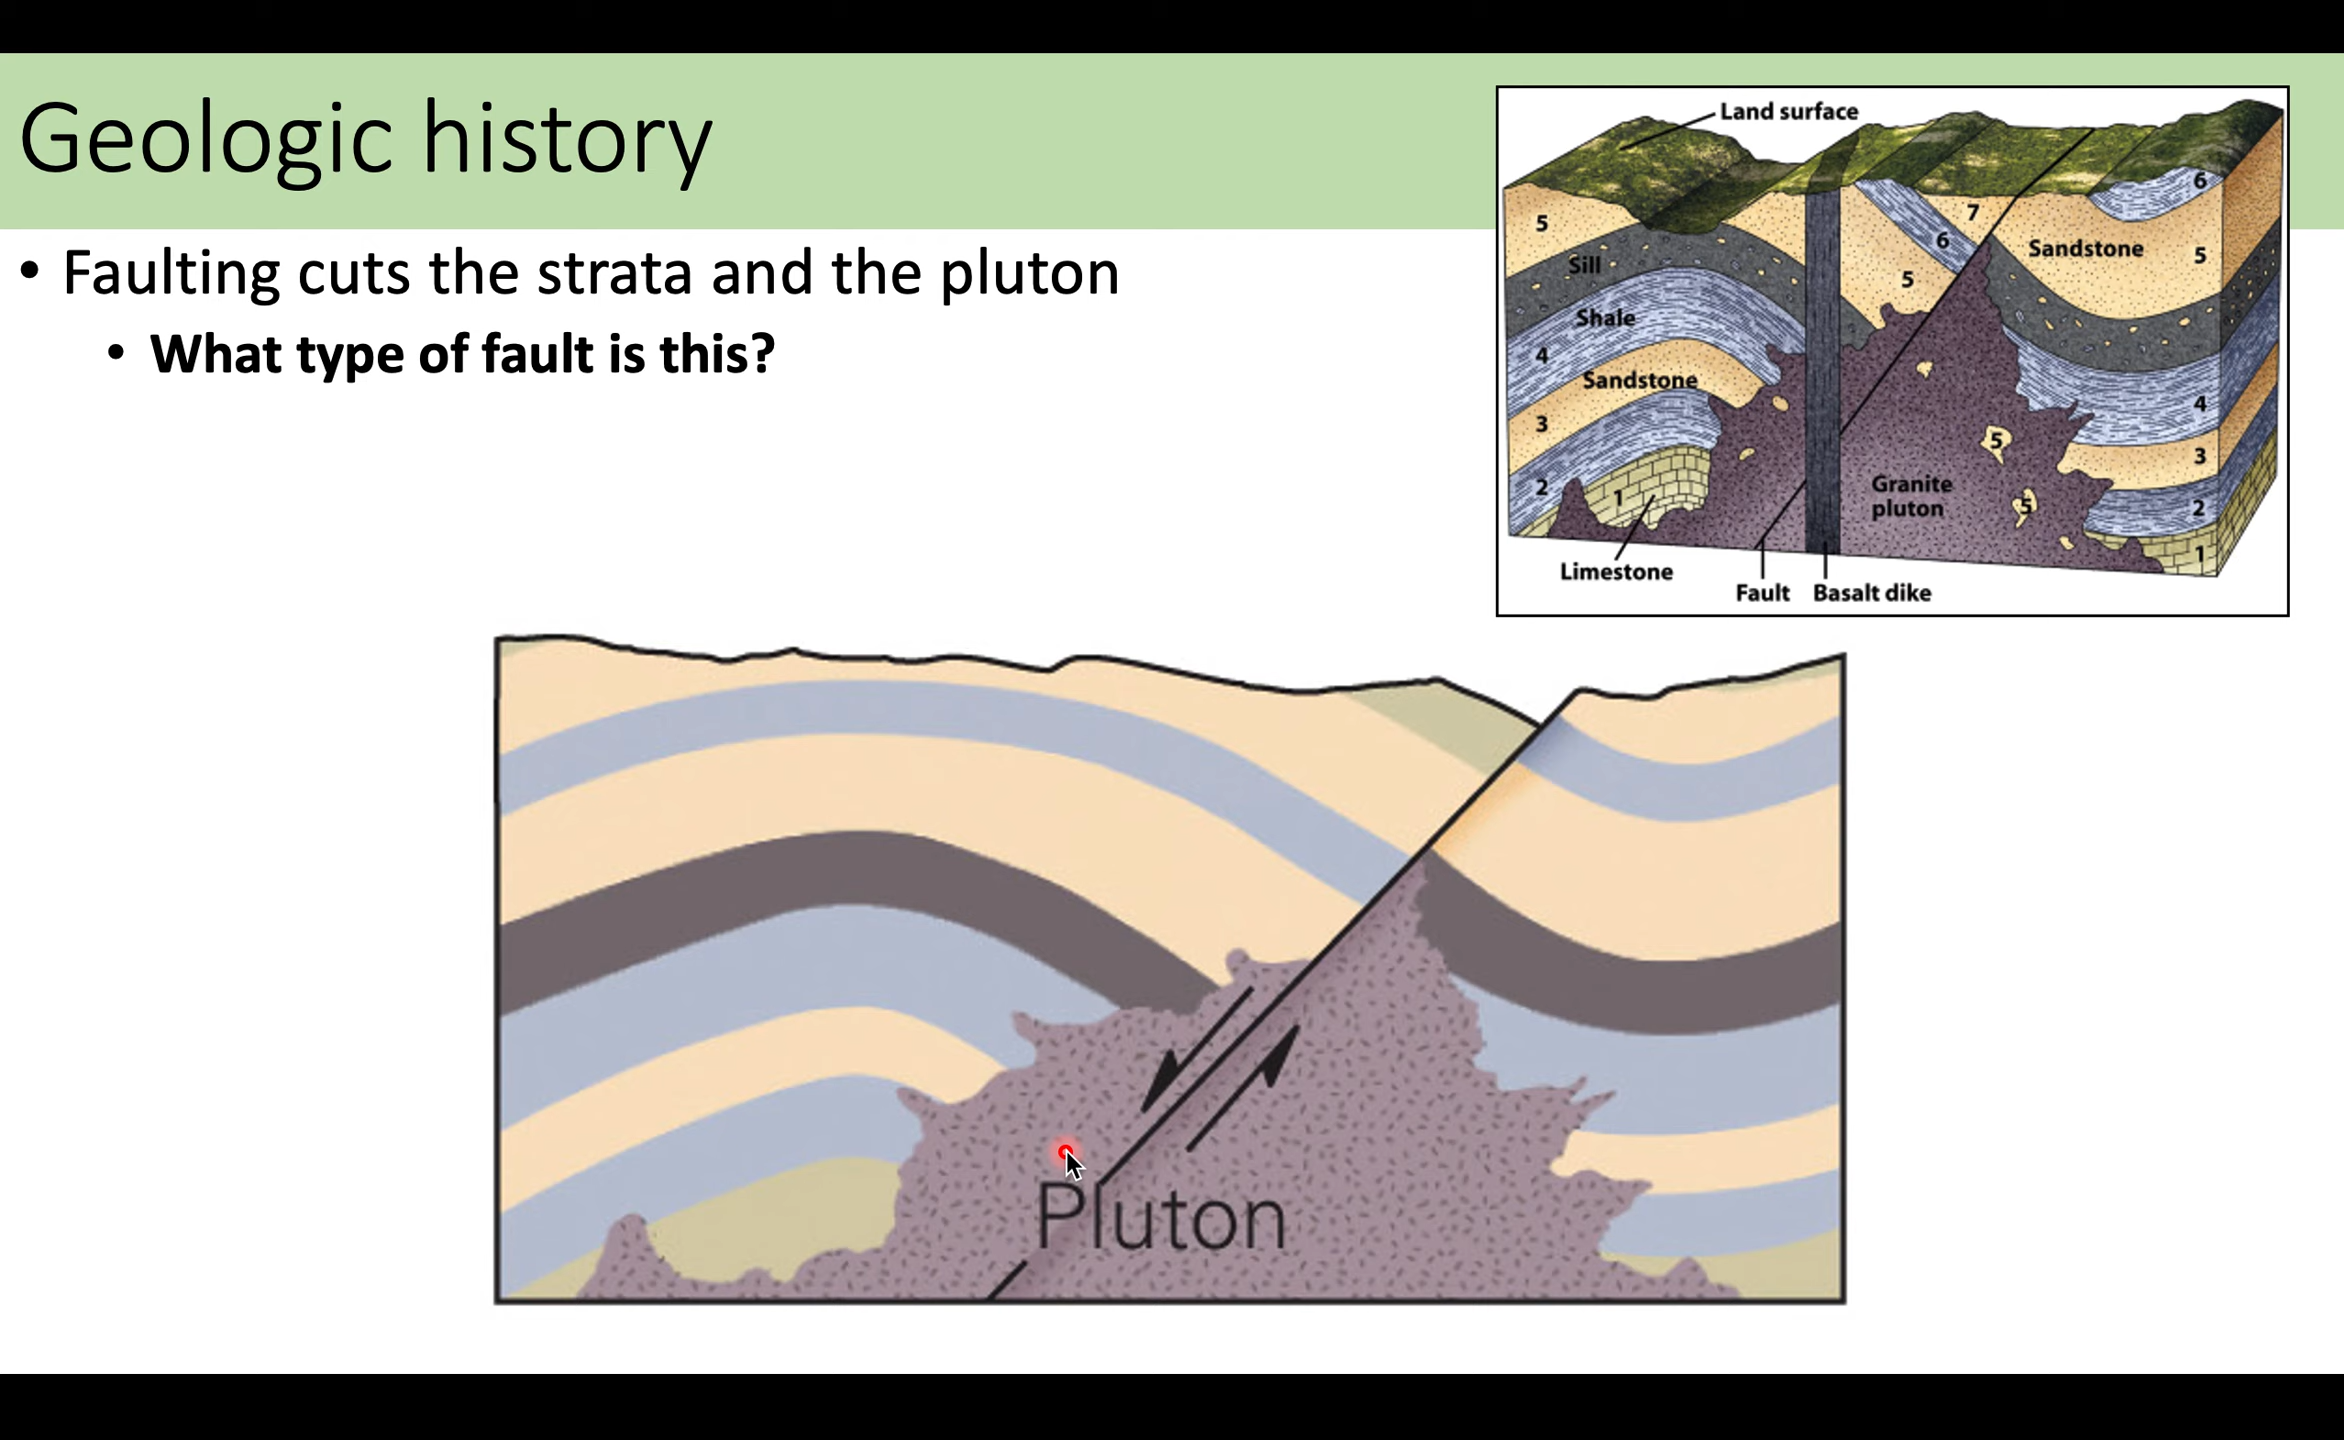 Geologic history
• Faulting cuts the strata and the pluton
• What type of fault is this?
Land surface
6
5
7
6
Sandstone
5
Sill
5
Shale
4
Sandstone
4
3
5
3
Granite
pluton
2
1
5
2
1
Limestone
Fault
Basalt dike
Pluton